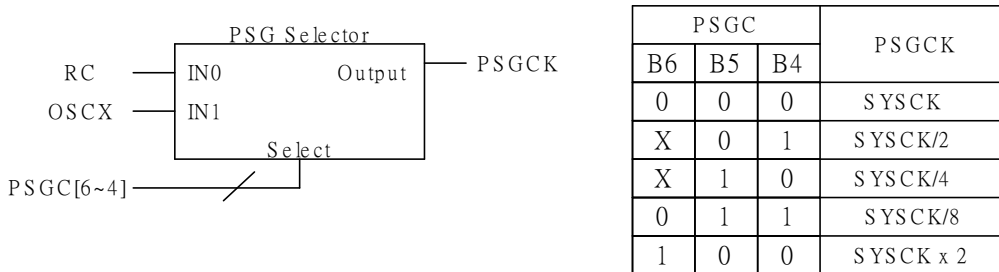 PSG Selector
RC
IN0
Output
PSGCK
OSCX
IN1
Select
PSGC[6~4]
PSGC
PSGCK
B6 B5 B4
0 0 0 SYSCK
X 0 1 SYSCK/2
X 1 0 SYSCK/4
0 1 1 SYSCK/8
1 0 0 SYSCK x 2